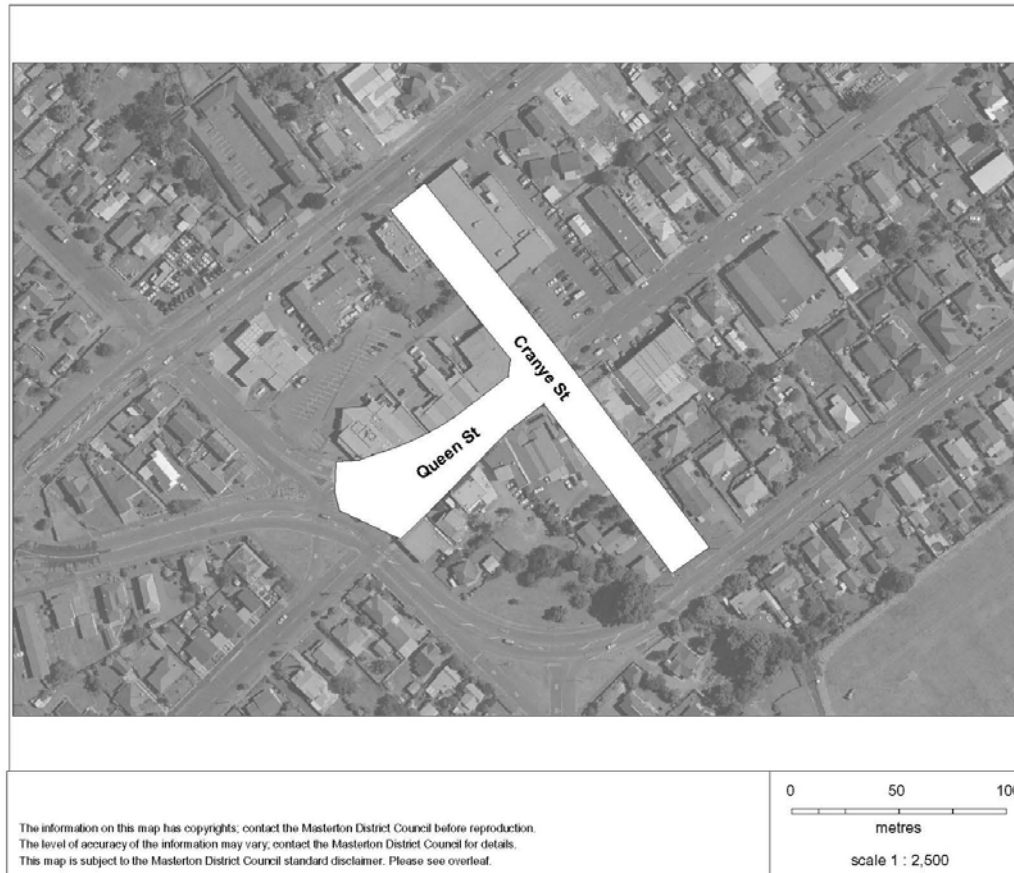 Cranye St
Queen St
The information on this map has copyrights; contact the Masterton District Council before reproduction.
The level of accuracy of the information may vary; contact the Masterton District Council for details.
This map is subject to the Masterton District Council standard disclaimer. Please see overleaf.
0 50 100
metres
scale 1 : 2,500